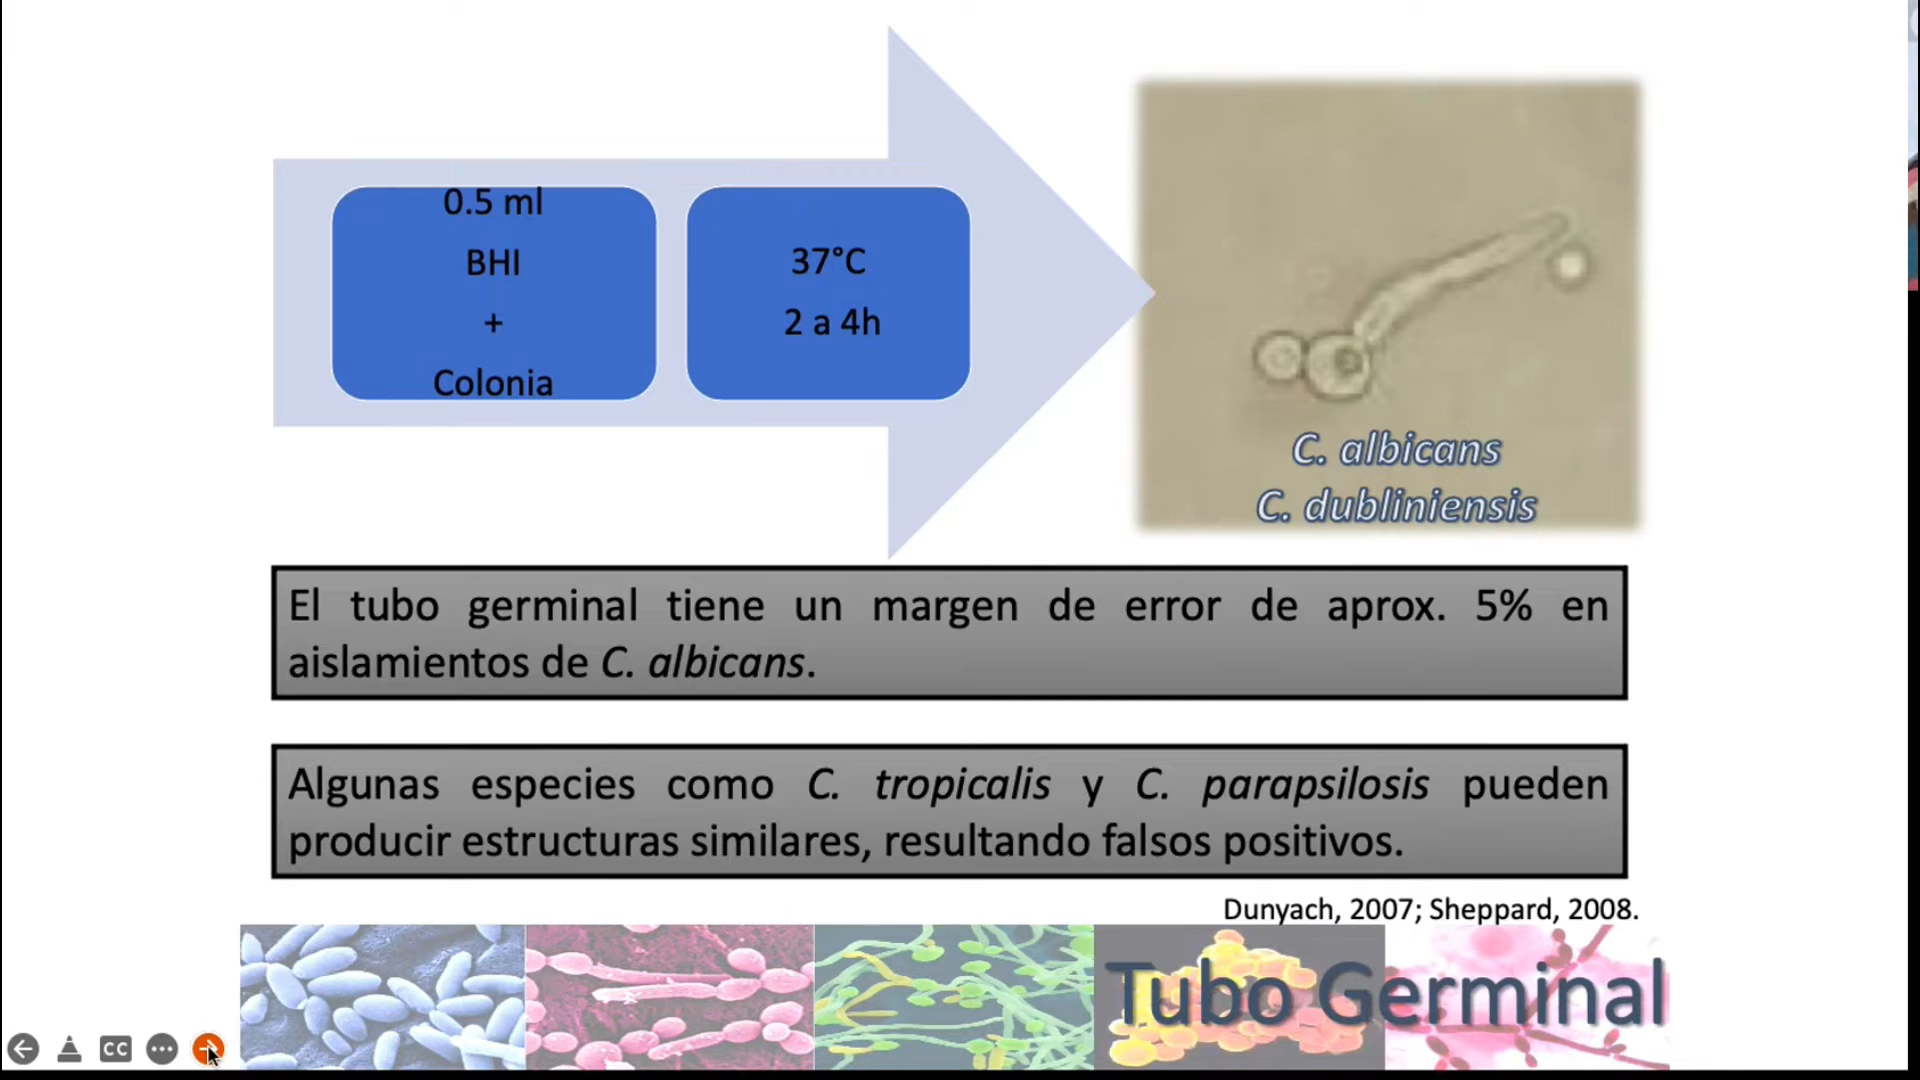 0.5 ml
BHI
+
Colonia
37°C
2 a 4h
C. albicans
C. dubliniensis
El tubo germinal tiene un margen de error de aprox. 5% en
aislamientos de C. albicans.
Algunas especies como C. tropicalis y C. parapsilosis pueden
producir estructuras similares, resultando falsos positivos.
Dunyach, 2007; Sheppard, 2008.
Tubo Germinal
CC